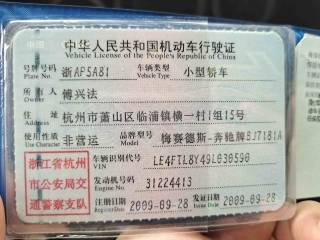 中华人民共和国机动车行驶证
Vehicle License of the People's Republic of China
号牌号码 浙AF5A81 车辆类型 小型轿车
Plate No. Vehicle Type
所有人 傅兴法
Owner
住址 杭州市萧山区临浦镇横一村1组15号
Address
使用性质 非营运 品牌型号 梅赛德斯-奔驰牌BJ7181A
Use Character Model
浙江省杭州市公安局交通警察支队
车辆识别代号 LE4FTL8Y49L030590
VIN
发动机号码 31224413
Engine No.
注册日期 2009-09-28 发证日期 2009-09-28
Register Date Issue Date